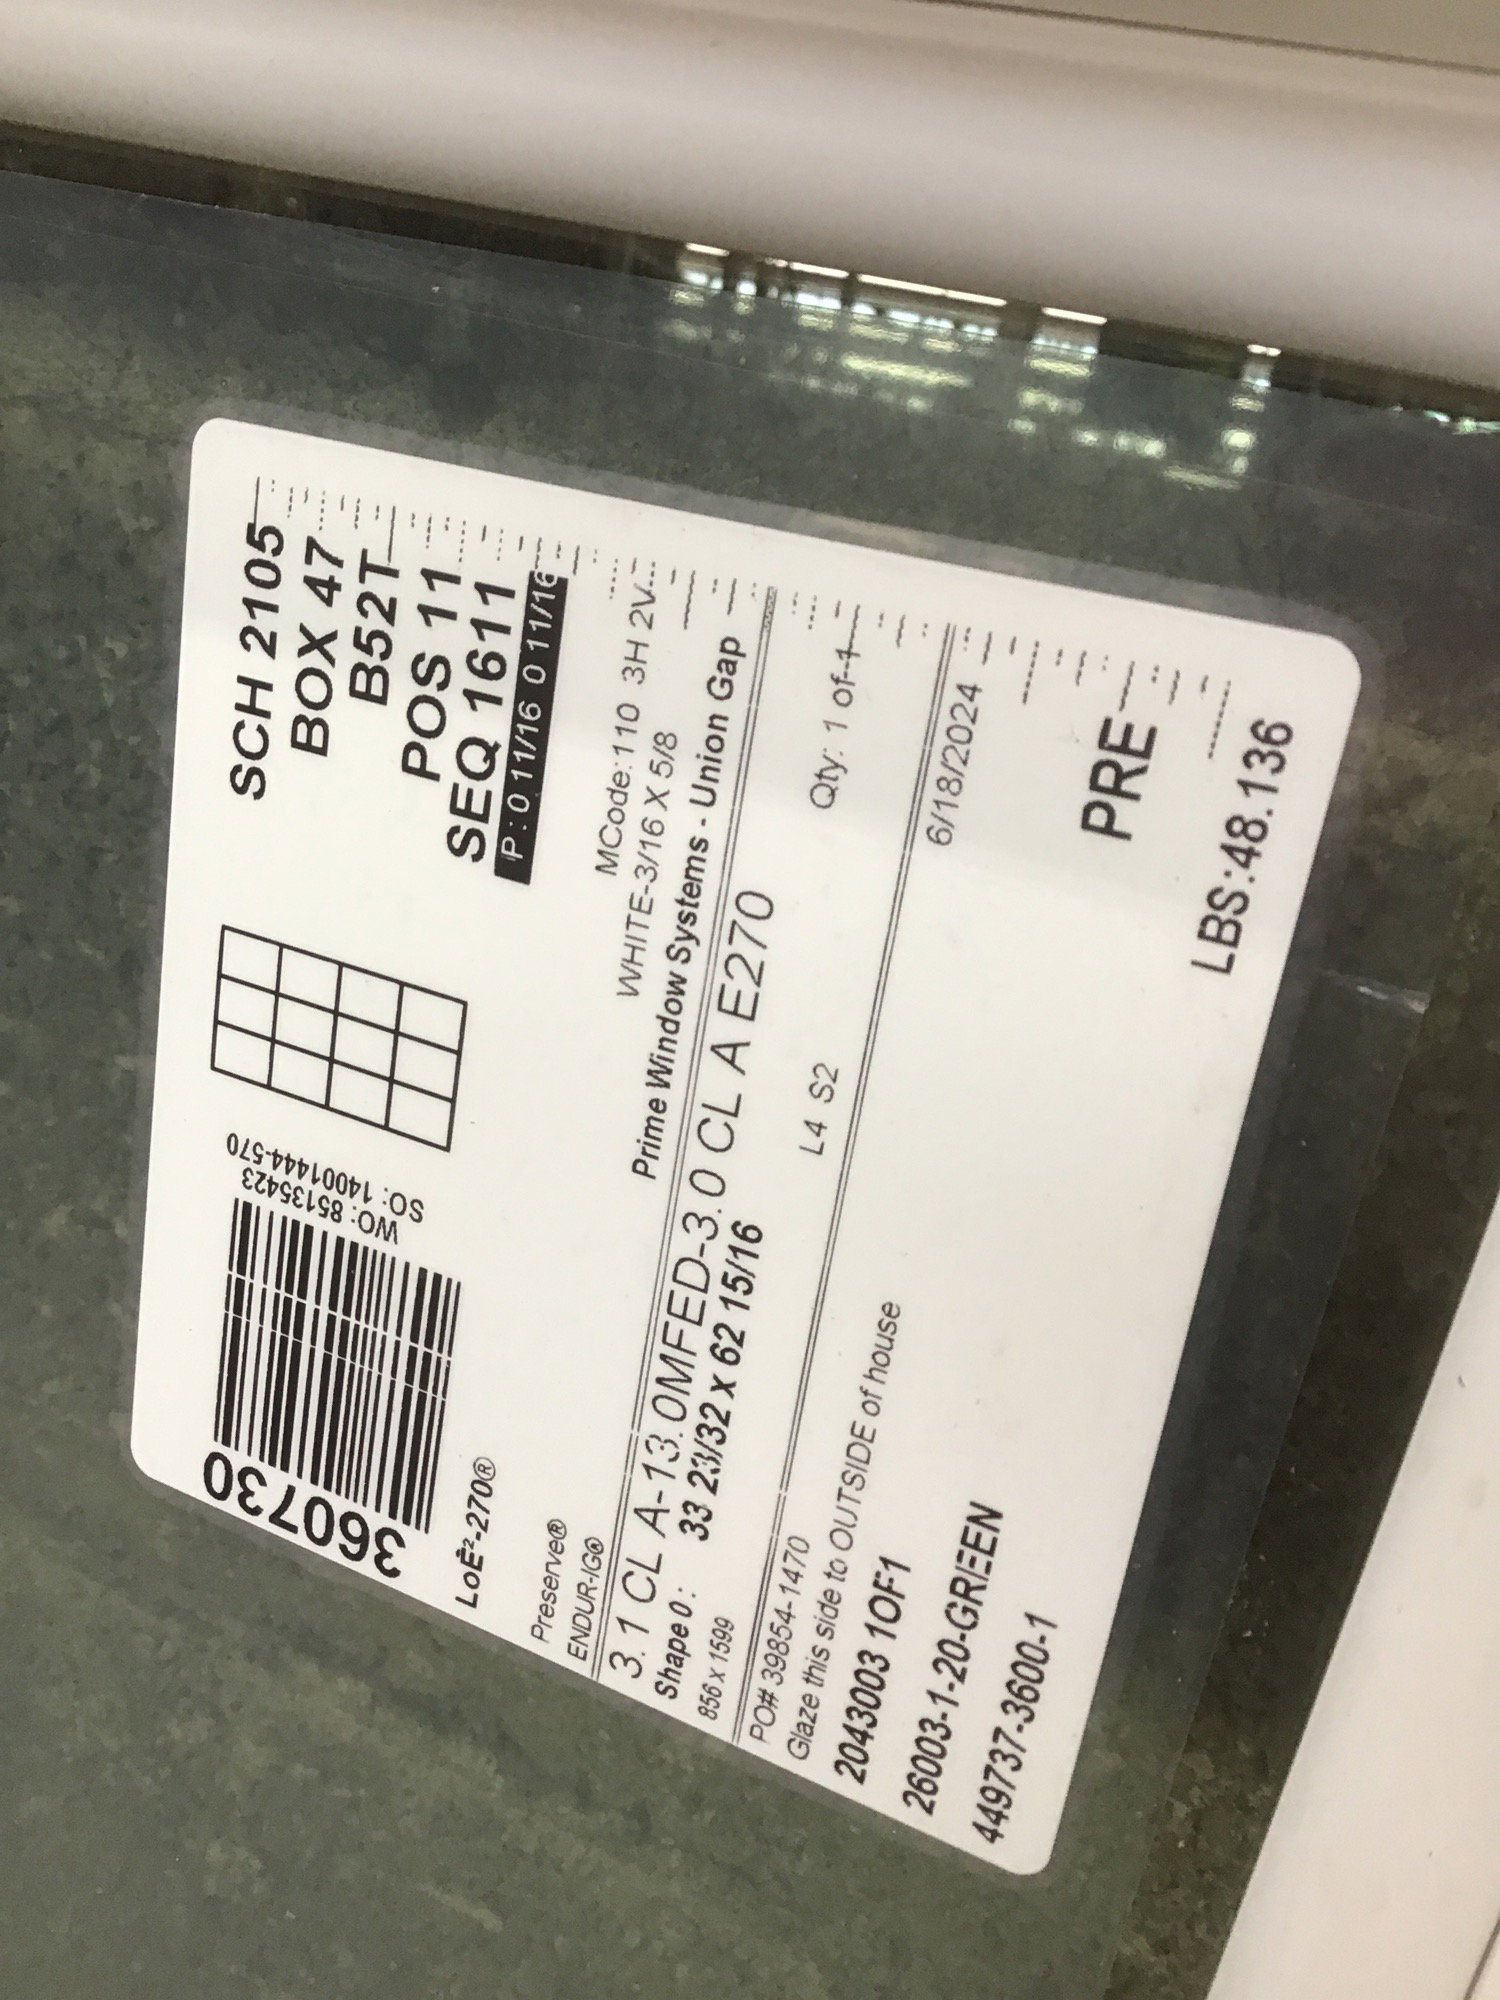 360730
WO: 85135423
SO: 14001444-570
SCH 2105
BOX 47
B52T
POS 11
SEQ 1611
P: 0 11/16 0 11/16
LoĒ²-270®
Preserve®
ENDUR-IG®
MCode:110 3H 2V
WHITE-3/16 X 5/8
Prime Window Systems - Union Gap
3.1 CL A-13.0MFED-3.0 CL A E270
Shape 0: 33 23/32 x 62 15/16
856 x 1599
L4 S2
Qty: 1 of 1
PO# 39854-1470
Glaze this side to OUTSIDE of house
6/18/2024
2043003 1OF1
26003-1-20-GREEN
PRE
449737-3600-1
LBS:48.136